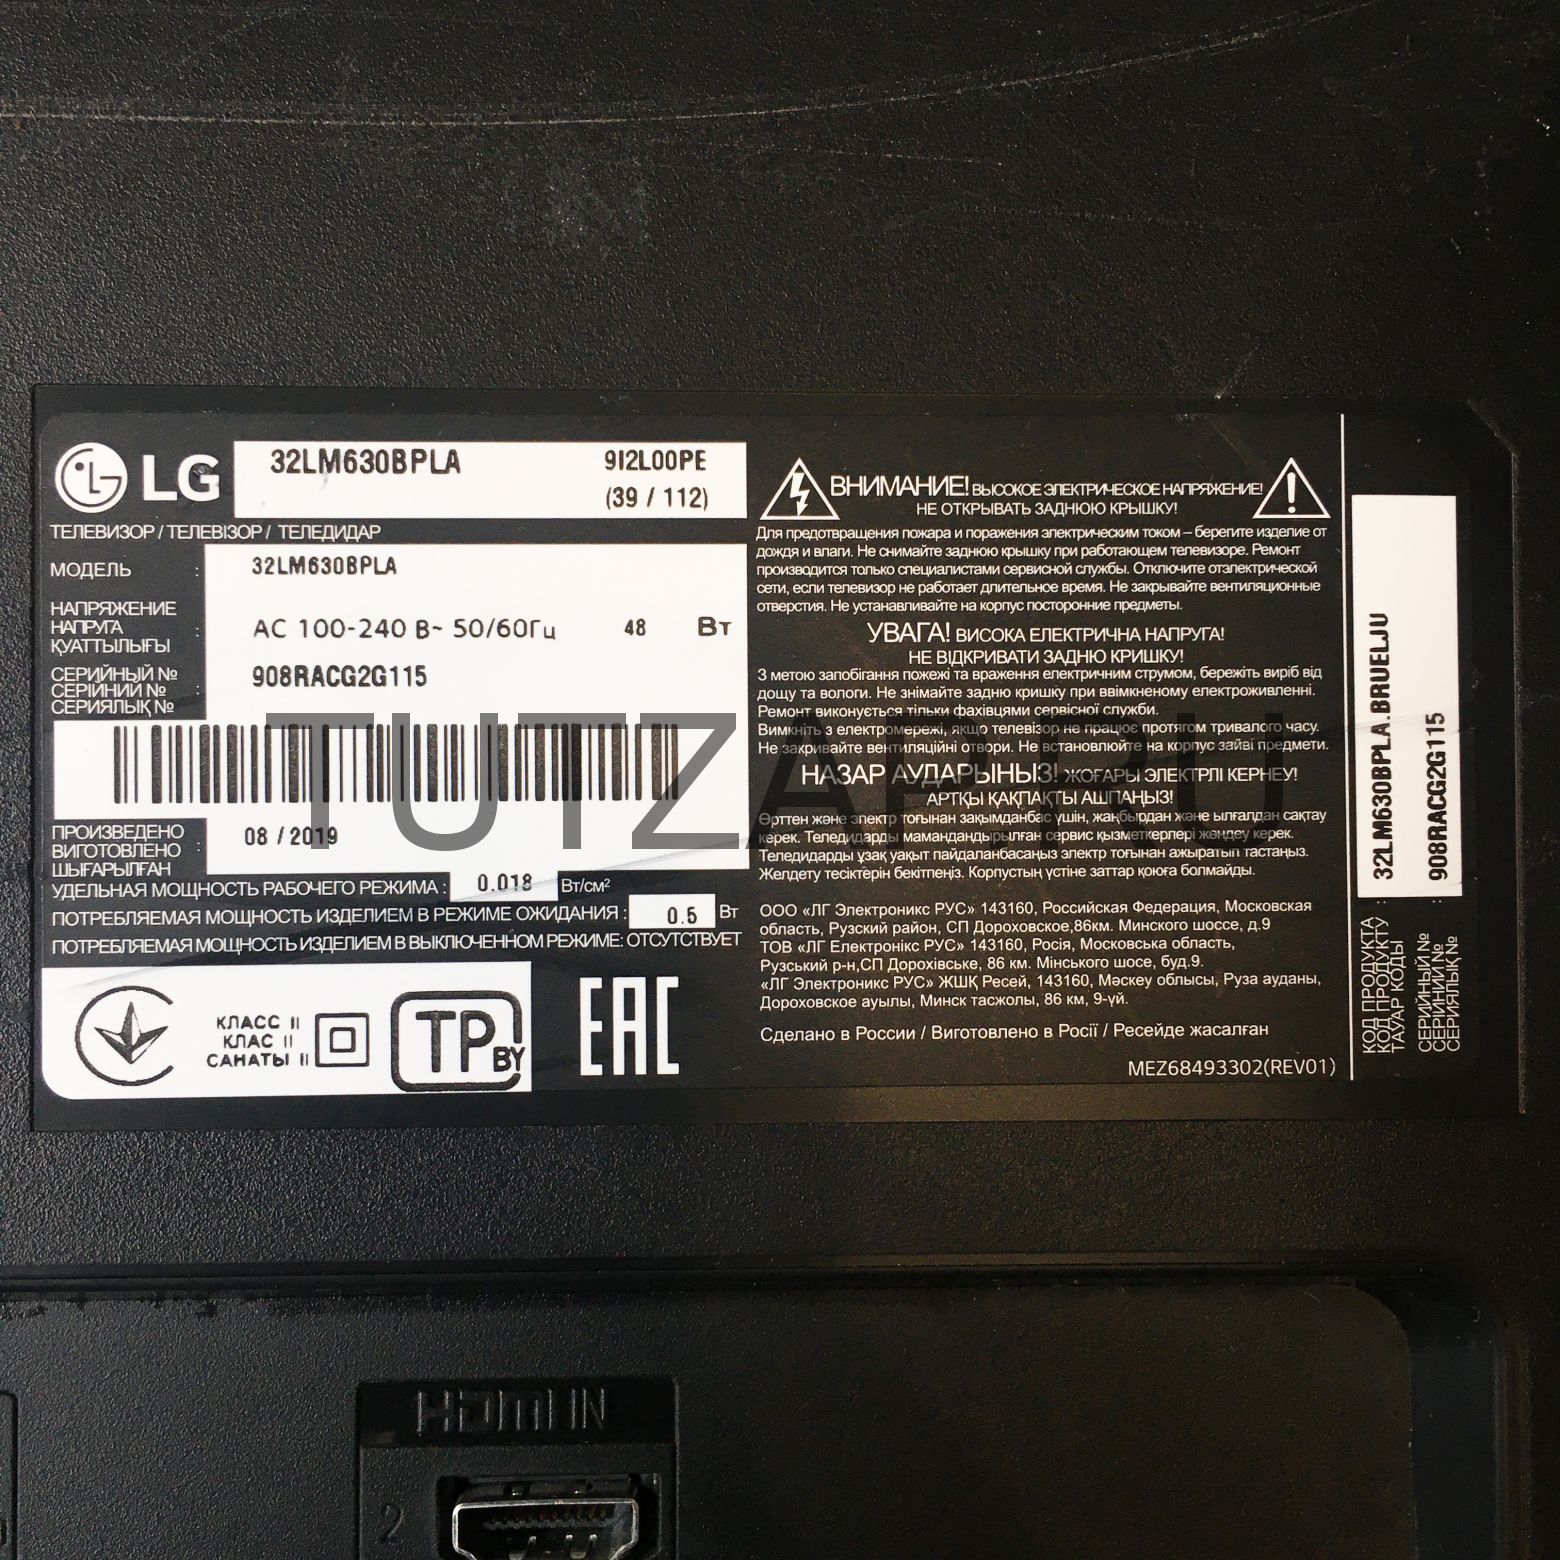 LG
32LM630BPLA 9I2L00PE
(39 / 112)
ТЕЛЕВИЗОР / ТЕЛЕВІЗОР / ТЕЛЕДИДАР
МОДЕЛЬ : 32LM630BPLA
НАПРЯЖЕНИЕ
НАПРУГА : AC 100-240 В~ 50/60Гц 48 Вт
ҚУАТТЫЛЫҒЫ
СЕРИЙНЫЙ № 908RACG2G115
СЕРІЙНИЙ № :
СЕРИЯЛЫҚ №
ПРОИЗВЕДЕНО 08 / 2019
ВИГОТОВЛЕНО :
ШЫҒАРЫЛҒАН
УДЕЛЬНАЯ МОЩНОСТЬ РАБОЧЕГО РЕЖИМА : 0.018 Вт/см²
ПОТРЕБЛЯЕМАЯ МОЩНОСТЬ ИЗДЕЛИЕМ В РЕЖИМЕ ОЖИДАНИЯ : 0.5 Вт
ПОТРЕБЛЯЕМАЯ МОЩНОСТЬ ИЗДЕЛИЕМ В ВЫКЛЮЧЕННОМ РЕЖИМЕ: ОТСУТСТВУЕТ
КЛАСС II
КЛАС II
САНАТЫ II
ТР BY
EAC
ВНИМАНИЕ! ВЫСОКОЕ ЭЛЕКТРИЧЕСКОЕ НАПРЯЖЕНИЕ!
НЕ ОТКРЫВАТЬ ЗАДНЮЮ КРЫШКУ!
Для предотвращения пожара и поражения электрическим током – берегите изделие от
дождя и влаги. Не снимайте заднюю крышку при работающем телевизоре. Ремонт
производится только специалистами сервисной службы. Отключите отэлектрической
сети, если телевизор не работает длительное время. Не закрывайте вентиляционные
отверстия. Не устанавливайте на корпус посторонние предметы.
УВАГА! ВИСОКА ЕЛЕКТРИЧНА НАПРУГА!
НЕ ВІДКРИВАТИ ЗАДНЮ КРИШКУ!
З метою запобігання пожежі та враження електричним струмом, бережіть виріб від
дощу та вологи. Не знімайте задню кришку при ввімкненому електроживленні.
Ремонт виконується тільки фахівцями сервісної служби.
Вимкніть з електромережі, якщо телевізор не працює протягом тривалого часу.
Не закривайте вентиляційні отвори. Не встановлюйте на корпус зайві предмети.
НАЗАР АУДАРЫҢЫЗ! ЖОҒАРЫ ЭЛЕКТРЛІ КЕРНЕУ!
АРТҚЫ ҚАҚПАҚТЫ АШПАҢЫЗ!
Өрттен және электр тоғынан зақымданбас үшін, жаңбырдан және ылғалдан сақтау
керек. Теледидарды мамандандырылған сервис қызметкерлері жөндеу керек.
Теледидарды ұзақ уақыт пайдаланбасаңыз электр тоғынан ажыратып тастаңыз.
Желдету тесіктерін бекітпеңіз. Корпустың үстіне заттар қоюға болмайды.
ООО «ЛГ Электроникс РУС» 143160, Российская Федерация, Московская
область, Рузский район, СП Дороховское,86км. Минского шоссе, д.9
ТОВ «ЛГ Електронікс РУС» 143160, Росія, Московська область,
Рузський р-н,СП Дорохівське, 86 км. Мінського шосе, буд.9.
«ЛГ Электроникс РУС» ЖШҚ Ресей, 143160, Мәскеу облысы, Руза ауданы,
Дороховское ауылы, Минск тасжолы, 86 км, 9-үй.
Сделано в России / Виготовлено в Росії / Ресейде жасалған
MEZ68493302(REV01)
КОД ПРОДУКТА
КОД ПРОДУКТУ : 32LM630BPLA.BRUELJU
ТАУАР КОДЫ
СЕРИЙНЫЙ №
СЕРІЙНИЙ № : 908RACG2G115
СЕРИЯЛЫҚ №
TUTZAP.RU
HDMI IN
2